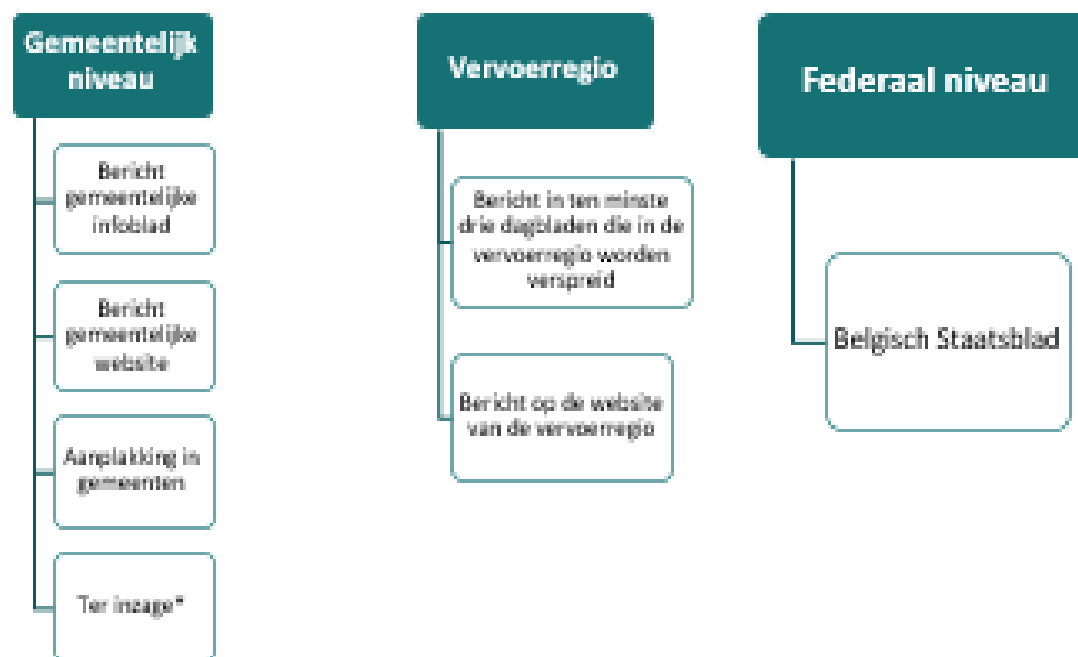 Gemeentelijk
niveau
Bericht
gemeentelijke
infoblad
Bericht
gemeentelijke
website
Aanplakking in
gemeenten
Ter inzage*
Vervoerregio
Bericht in ten minste
drie dagbladen die in de
vervoerregio worden
verspreid
Bericht op de website
van de vervoerregio
Federaal niveau
Belgisch Staatsblad